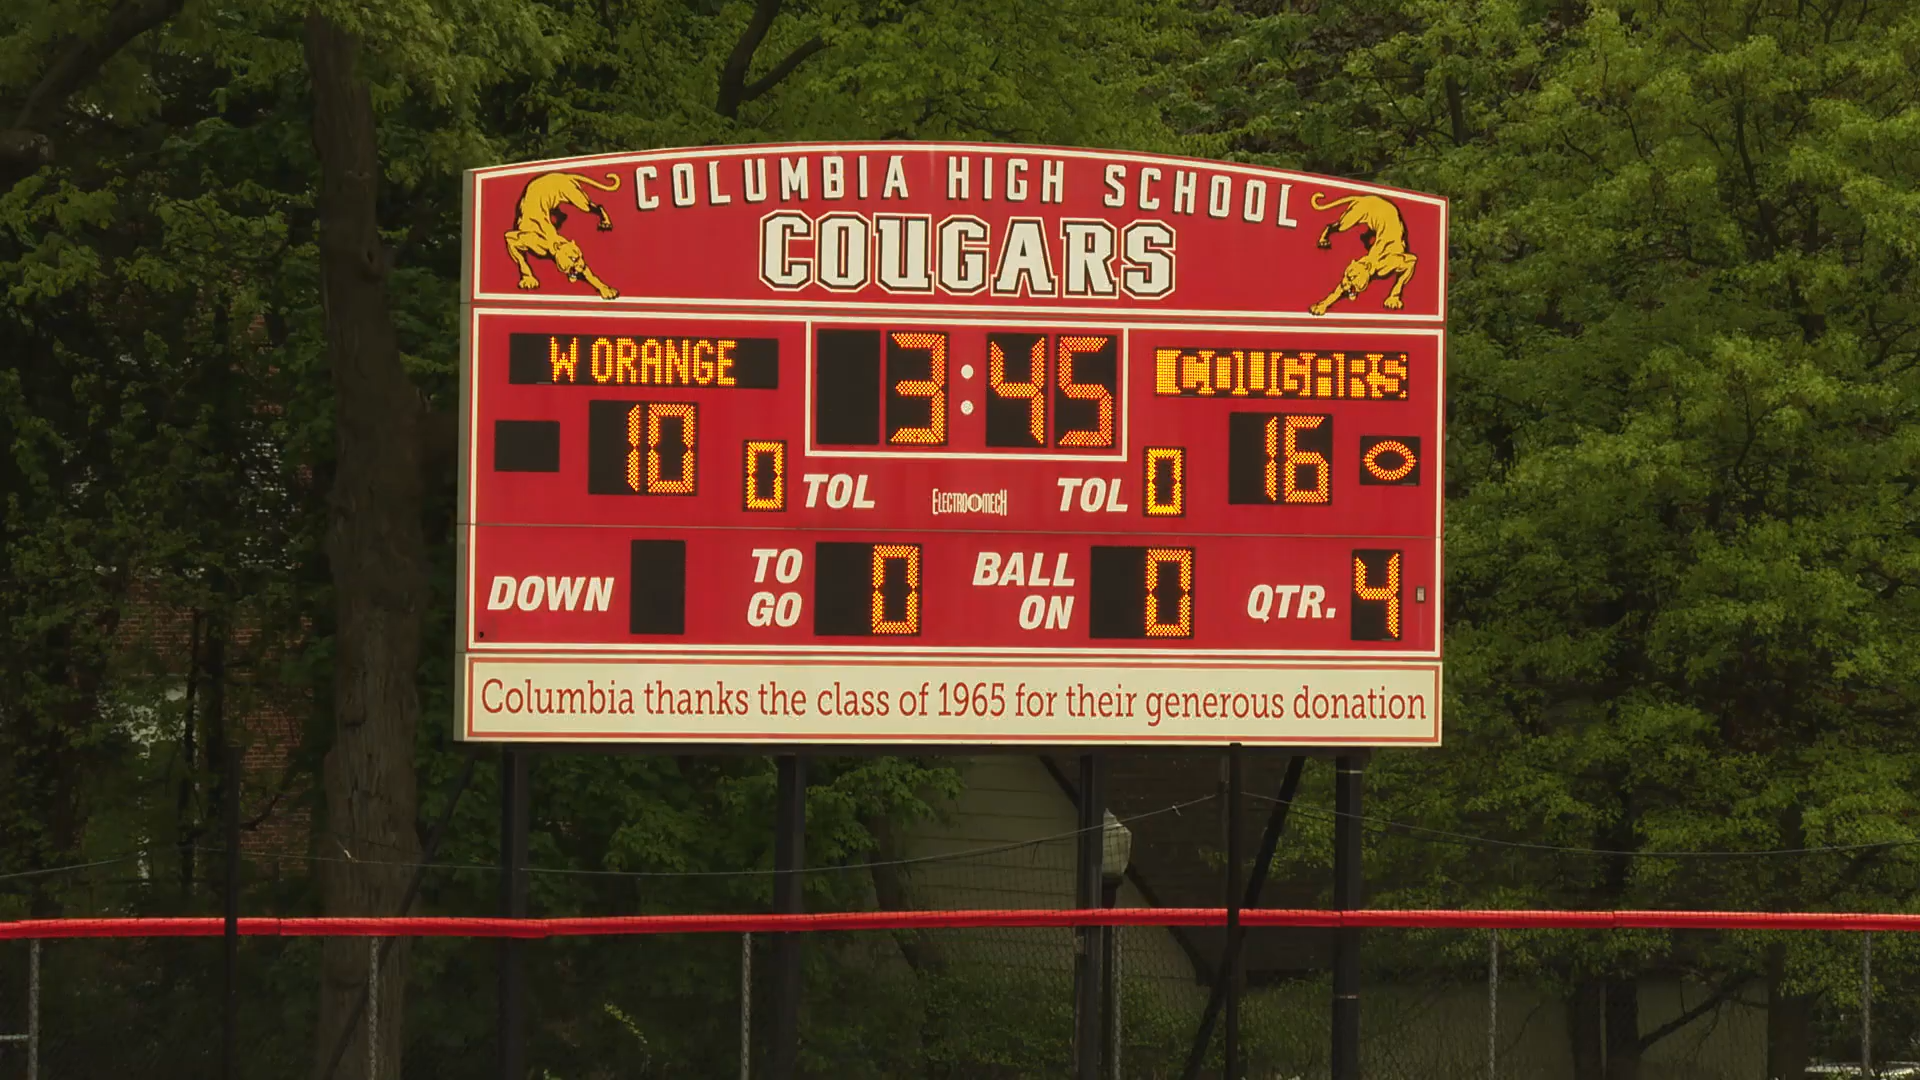 COLUMBIA HIGH SCHOOL
COUGARS
W ORANGE 3:45 COUGARS
10 0 TOL ELECTRO-MECH TOL 0 16 0
DOWN TO GO 0 BALL ON 0 QTR. 4
Columbia thanks the class of 1965 for their generous donation